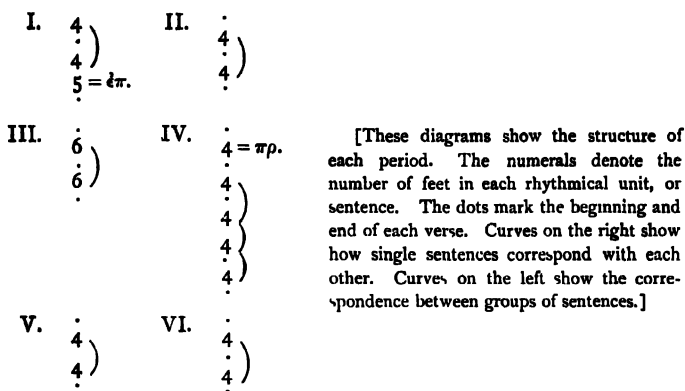 I. 4 II.
4
4
4
5 = ἐπ.
III. 6 IV. 4 = πρ.
6
4
4
4
4
[These diagrams show the structure of
each period. The numerals denote the
number of feet in each rhythmical unit, or
sentence. The dots mark the beginning and
end of each verse. Curves on the right show
how single sentences correspond with each
other. Curves on the left show the corre-
spondence between groups of sentences.]
V. 4 VI. 4
4 4